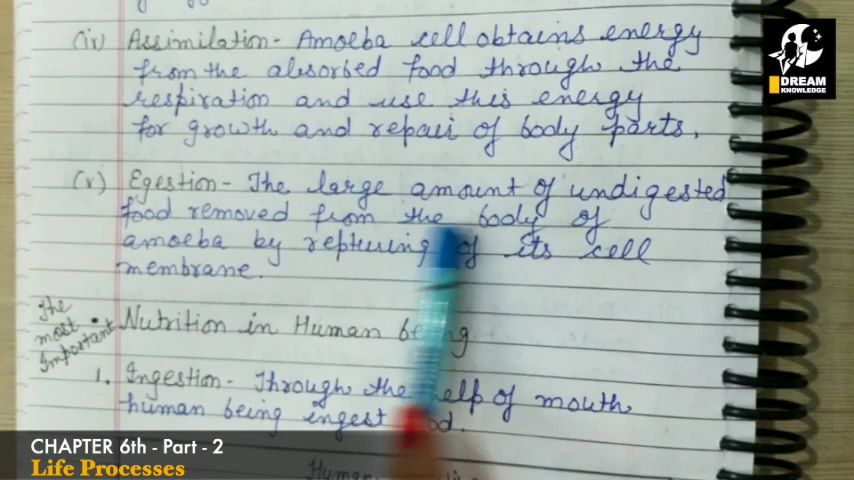 (iv) Assimilation - Amoeba cell obtains energy
from the absorbed food through the
respiration and use this energy
for growth and repair of body parts.
(v) Egestion - The large amount of undigested
food removed from the body of
amoeba by repturing of its cell
membrane.
The most Important • Nutrition in Human being
1. Ingestion - Through the help of mouth
human being ingest
DREAM
KNOWLEDGE
CHAPTER 6th - Part - 2
Life Processes